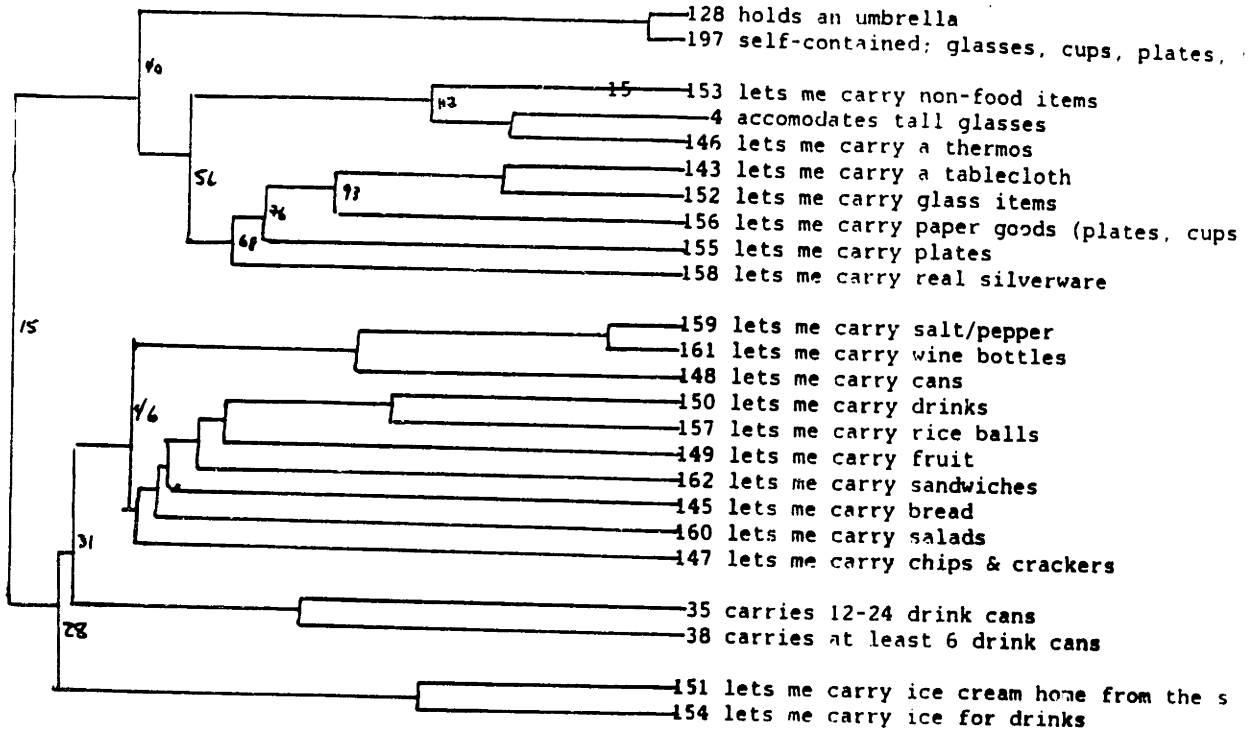 128 holds an umbrella
197 self-contained; glasses, cups, plates,
40
15 153 lets me carry non-food items
4 accomodates tall glasses
146 lets me carry a thermos
143 lets me carry a tablecloth
56
93
152 lets me carry glass items
76
156 lets me carry paper goods (plates, cups
68
155 lets me carry plates
158 lets me carry real silverware
15
159 lets me carry salt/pepper
161 lets me carry wine bottles
148 lets me carry cans
46
150 lets me carry drinks
157 lets me carry rice balls
149 lets me carry fruit
162 lets me carry sandwiches
145 lets me carry bread
31
160 lets me carry salads
147 lets me carry chips & crackers
35 carries 12-24 drink cans
28
38 carries at least 6 drink cans
151 lets me carry ice cream home from the s
154 lets me carry ice for drinks